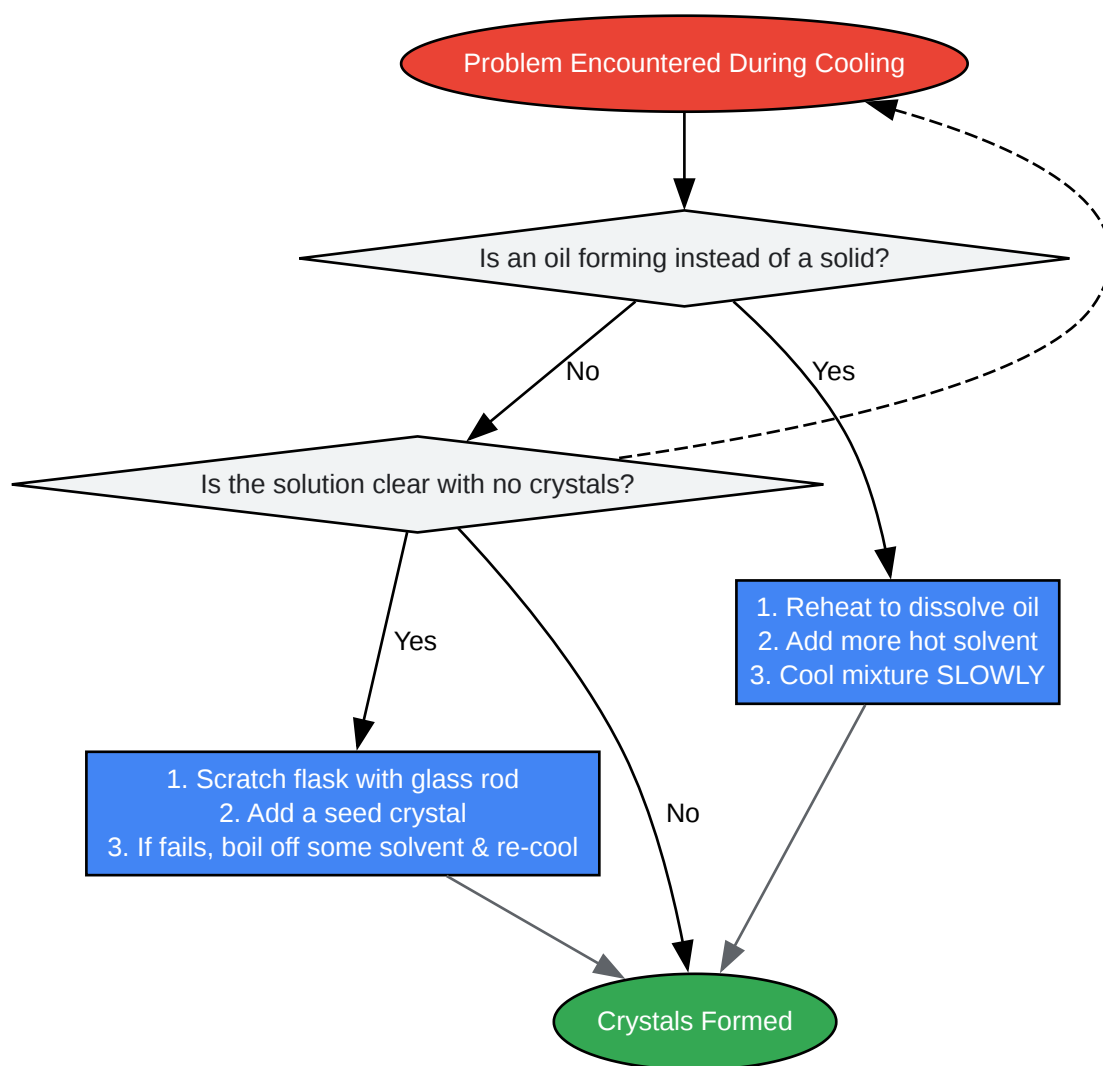 Problem Encountered During Cooling
Is an oil forming instead of a solid?
No
Yes
Is the solution clear with no crystals?
1. Reheat to dissolve oil
2. Add more hot solvent
3. Cool mixture SLOWLY
Yes
1. Scratch flask with glass rod
2. Add a seed crystal
3. If fails, boil off some solvent & re-cool
No
Crystals Formed